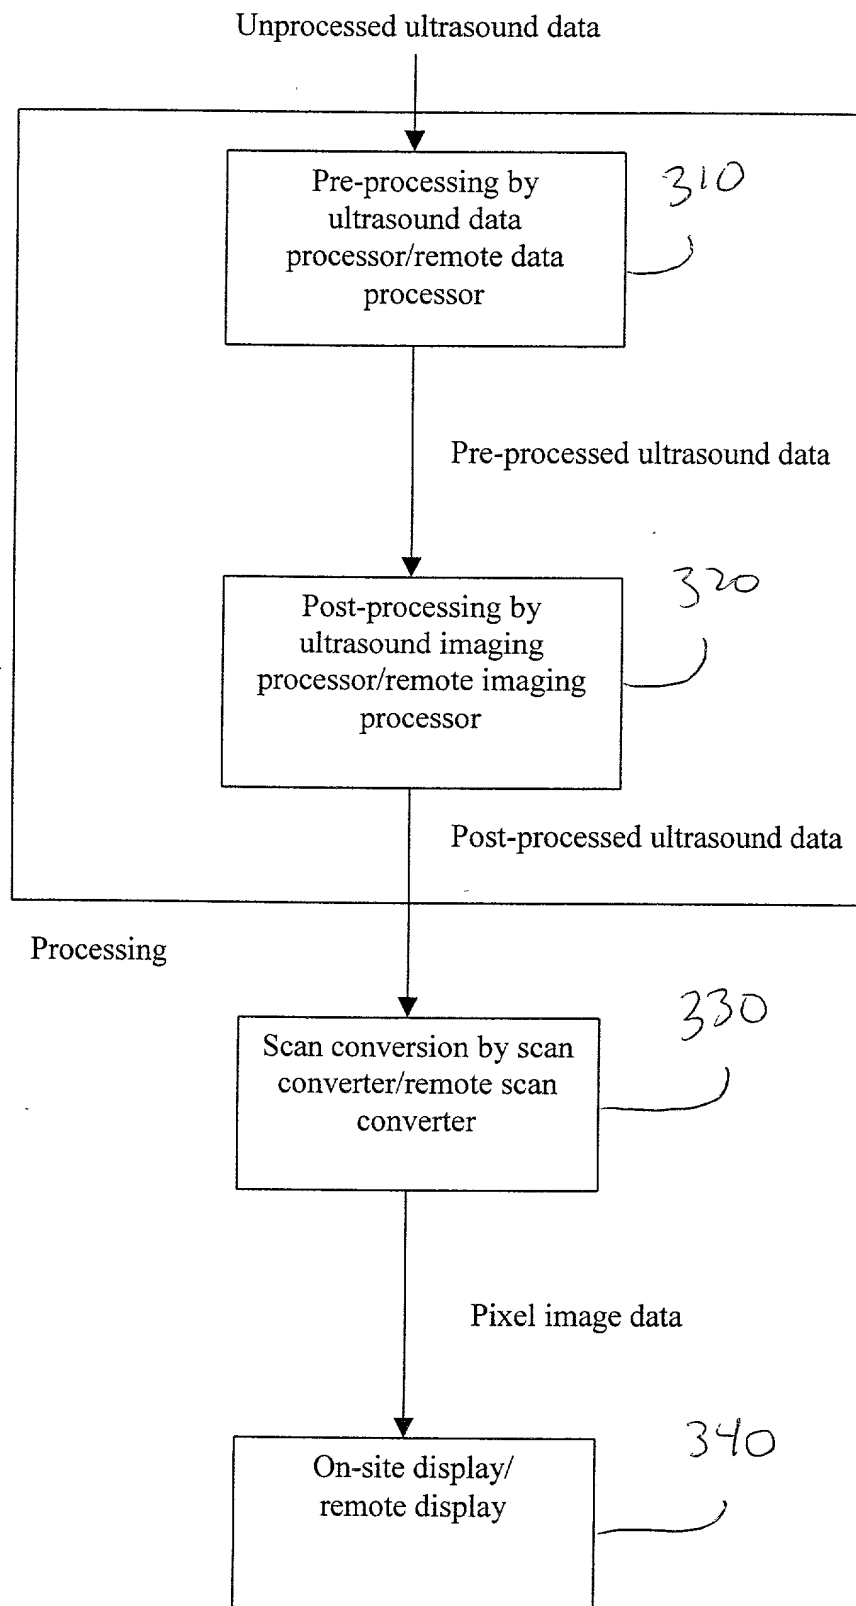 Unprocessed ultrasound data
Pre-processing by
ultrasound data
processor/remote data
processor
310
Pre-processed ultrasound data
Post-processing by
ultrasound imaging
processor/remote imaging
processor
320
Post-processed ultrasound data
Processing
Scan conversion by scan
converter/remote scan
converter
330
Pixel image data
On-site display/
remote display
340